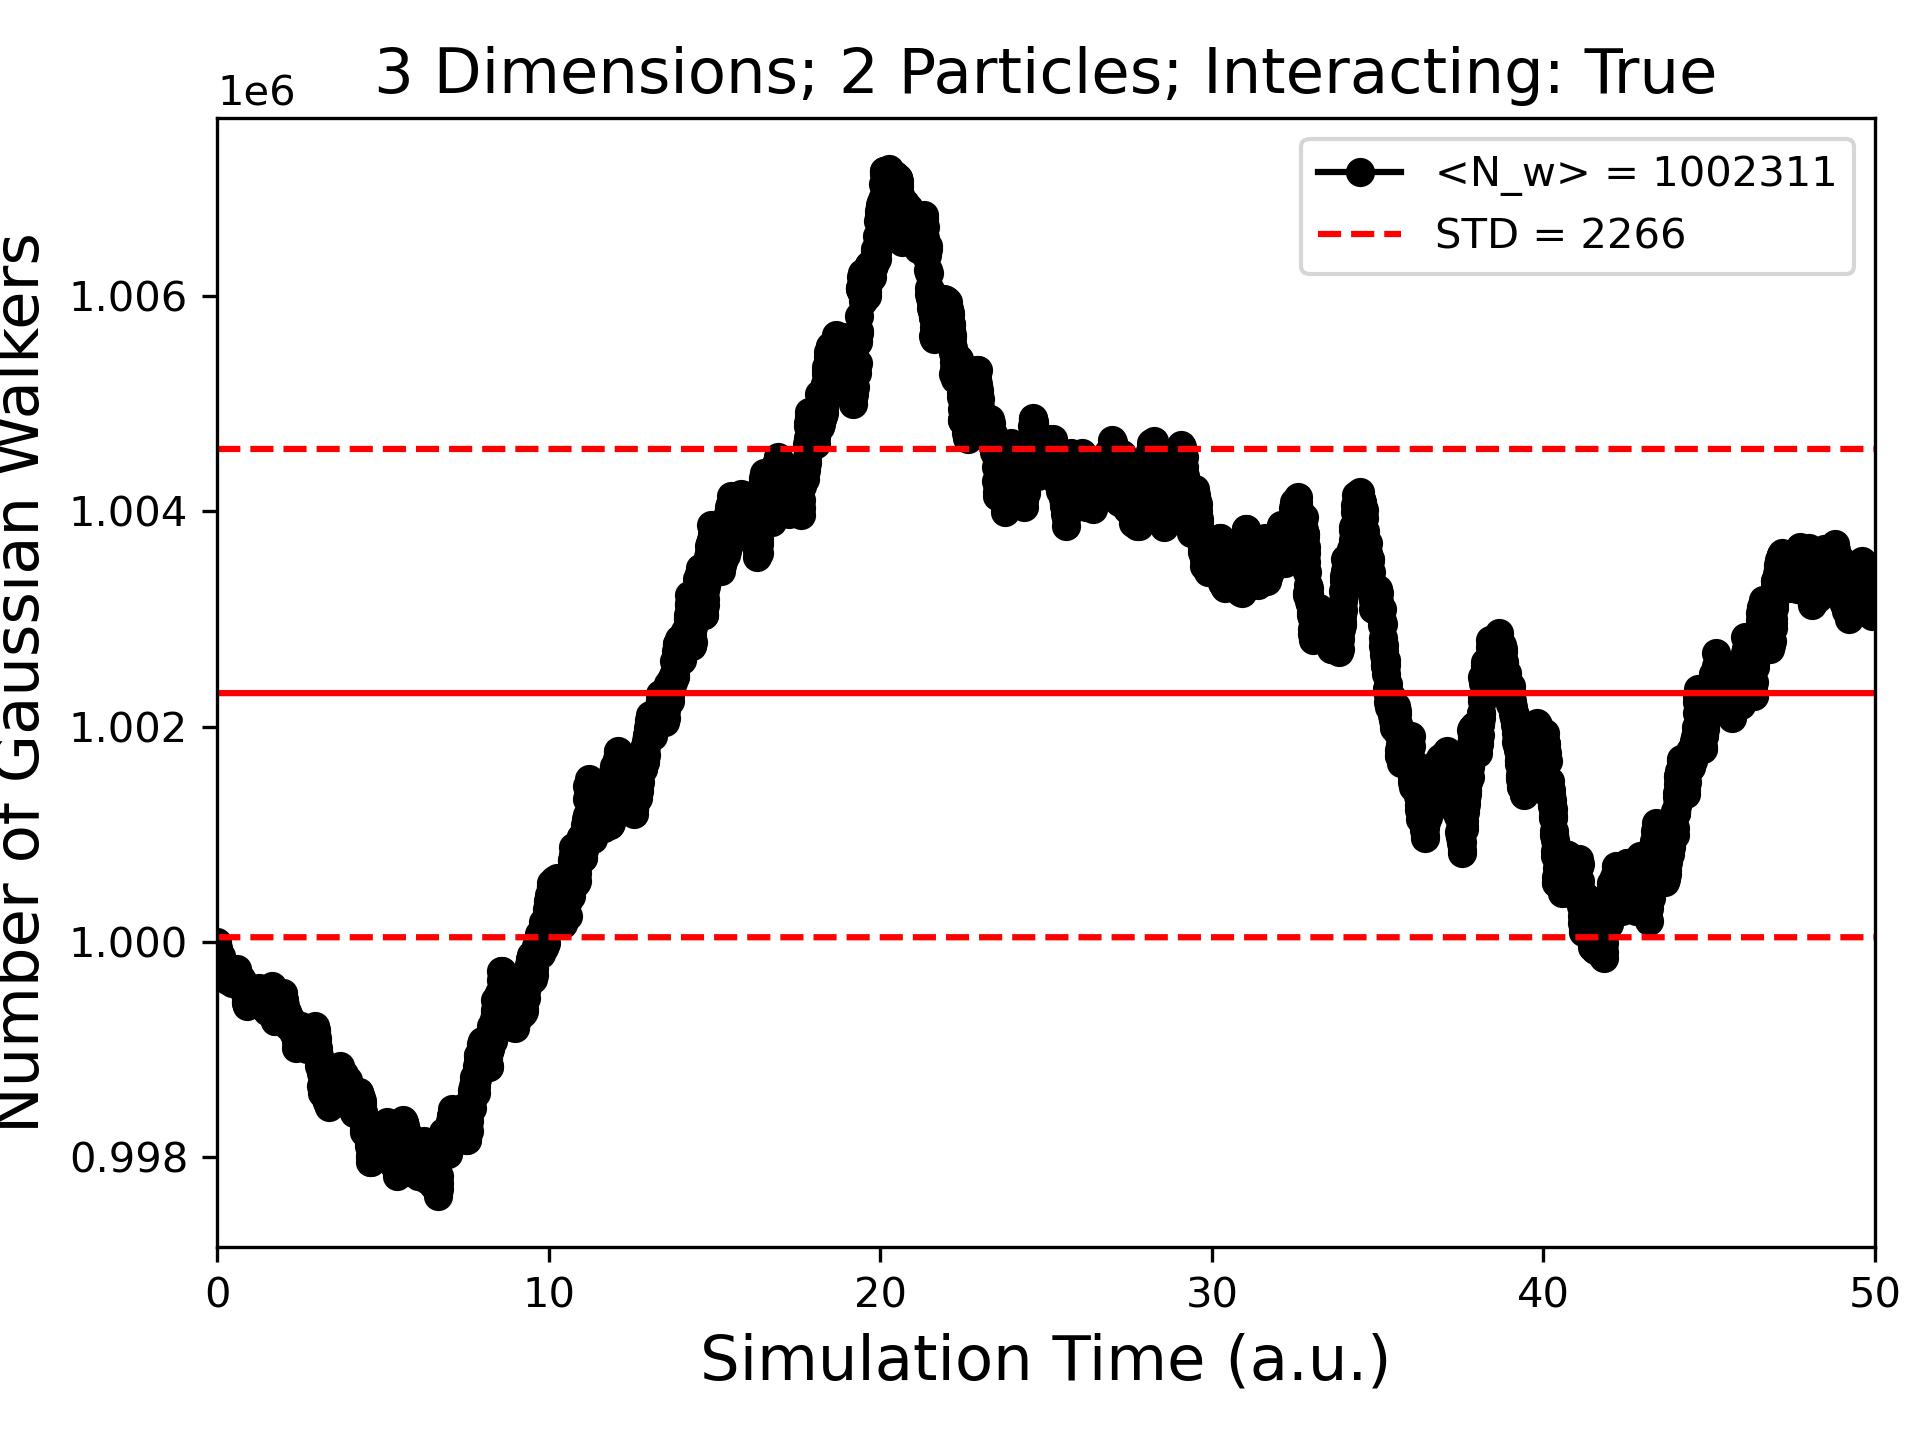 3 Dimensions; 2 Particles; Interacting: True
1e6
<N_w> = 1002311
STD = 2266
Number of Gaussian Walkers
1.006
1.004
1.002
1.000
0.998
0 10 20 30 40 50
Simulation Time (a.u.)